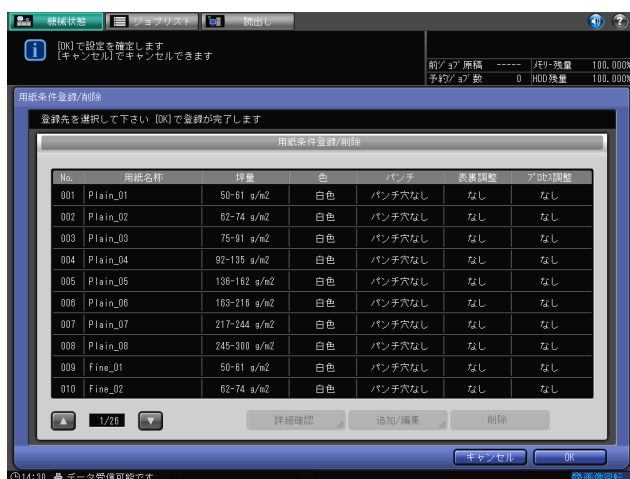 機械状態 ジョブリスト 読出し
[OK]で設定を確定します
[キャンセル]でキャンセルできます
前ジョブ原稿 ----- メモリー残量 100.000%
予約ジョブ数 0 HDD残量 100.000%
用紙条件登録/削除
登録先を選択して下さい [OK]で登録が完了します
用紙条件登録/削除
No. 用紙名称 坪量 色 パンチ 表裏調整 プロセス調整
001 Plain_01 50-61 g/m2 白色 パンチ穴なし なし なし
002 Plain_02 62-74 g/m2 白色 パンチ穴なし なし なし
003 Plain_03 75-91 g/m2 白色 パンチ穴なし なし なし
004 Plain_04 92-135 g/m2 白色 パンチ穴なし なし なし
005 Plain_05 136-162 g/m2 白色 パンチ穴なし なし なし
006 Plain_06 163-216 g/m2 白色 パンチ穴なし なし なし
007 Plain_07 217-244 g/m2 白色 パンチ穴なし なし なし
008 Plain_08 245-300 g/m2 白色 パンチ穴なし なし なし
009 Fine_01 50-61 g/m2 白色 パンチ穴なし なし なし
010 Fine_02 62-74 g/m2 白色 パンチ穴なし なし なし
1/26 詳細確認 追加/編集 削除
キャンセル OK
14:30 データ受信可能です 画像回転